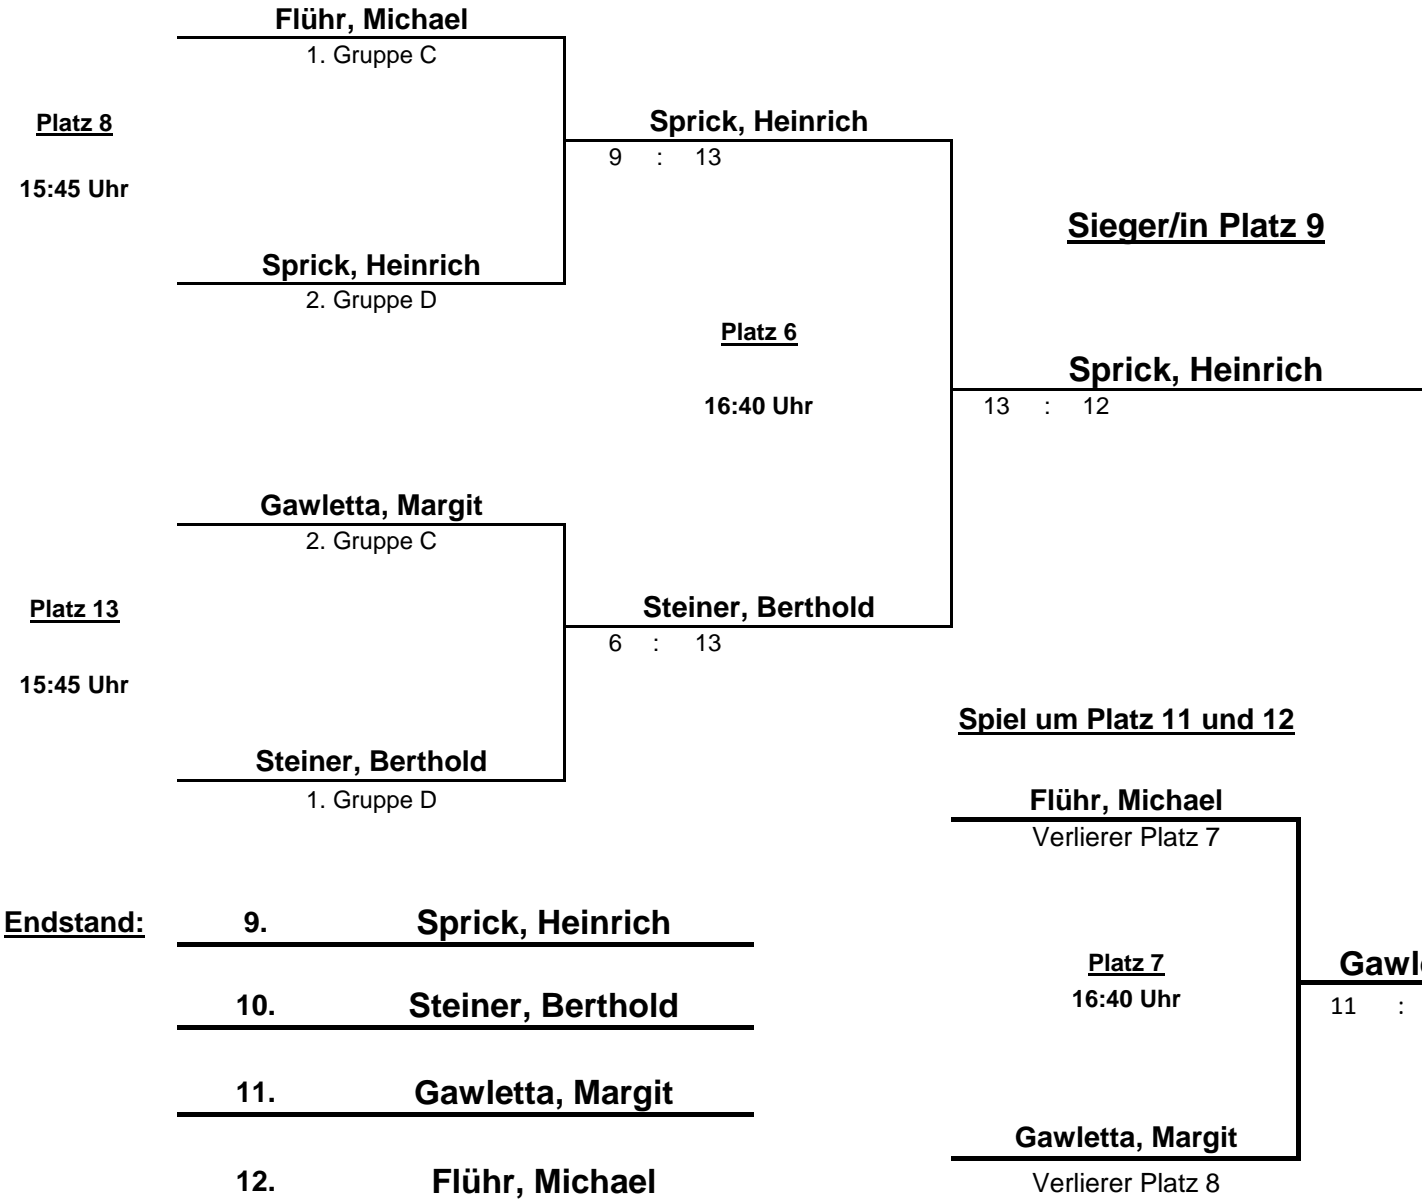 Flühr, Michael
1. Gruppe C
Platz 8
Sprick, Heinrich
9 : 13
15:45 Uhr
Sieger/in Platz 9
Sprick, Heinrich
2. Gruppe D
Platz 6
Sprick, Heinrich
16:40 Uhr
13 : 12
Gawletta, Margit
2. Gruppe C
Platz 13
Steiner, Berthold
6 : 13
15:45 Uhr
Spiel um Platz 11 und 12
Steiner, Berthold
1. Gruppe D
Flühr, Michael
Verlierer Platz 7
Endstand: 9. Sprick, Heinrich
Platz 7
16:40 Uhr
11 :
10. Steiner, Berthold
11. Gawletta, Margit
Gawletta, Margit
Verlierer Platz 8
12. Flühr, Michael